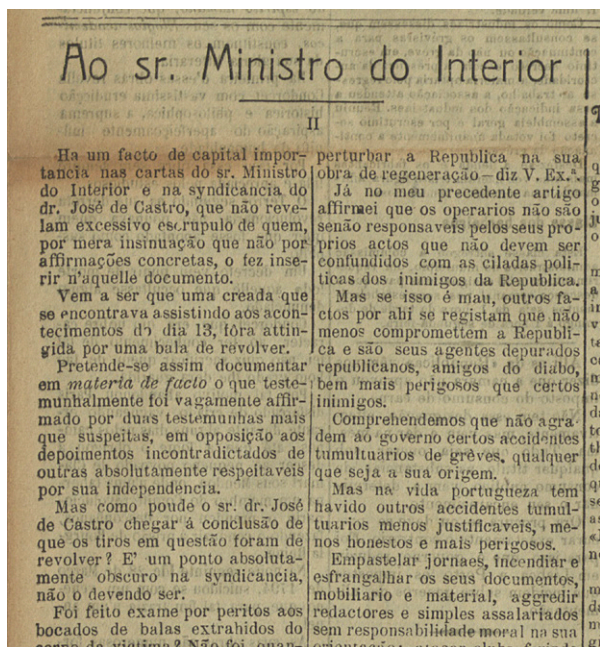 Ao sr. Ministro do Interior
II
Ha um facto de capital impor-
tancia nas cartas do sr. Ministro
do Interior e na syndicancia do
dr. José de Castro, que não reve-
lam excessivo escrupulo de quem,
por mera insinuação que não por
affirmações concretas, o fez inse-
rir n'aquelle documento.
Vem a ser que uma creada que
se encontrava assistindo aos acon-
tecimentos do dia 13, fôra attin-
gida por uma bala de revolver.
Pretende-se assim documentar
em materia de facto o que teste-
munhalmente foi vagamente affir-
mado por duas testemunhas mais
que suspeitas, em opposição aos
depoimentos incontradictados de
outras absolutamente respeitaveis
por sua independência.
Mas como poude o sr. dr. José
de Castro chegar á conclusão de
que os tiros em questão foram de
revolver? E' um ponto absoluta-
mente obscuro na syndicancia,
não o devendo ser.
Foi feito exame por peritos aos
bocados de balas extrahidos do
corpo da victima? Não foi, quan-
perturbar a Republica na sua
obra de regeneração—diz V. Ex.ª.
Já no meu precedente artigo
affirmei que os operarios não são
senão responsaveis pelos seus pro-
prios actos que não devem ser
confundidos com as ciladas poli-
ticas dos inimigos da Republica.
Mas se isso é mau, outros fa-
ctos por ahi se registam que não
menos compromettem a Republi-
ca e são seus agentes depurados
republicanos, amigos do diabo,
bem mais perigosos que certos
inimigos.
Comprehendemos que não agra-
dem ao governo certos accidentes
tumultuarios de grèves, qualquer
que seja a sua origem.
Mas na vida portugueza têm
havido outros accidentes tumul-
tuarios menos justificaveis, me-
nos honestos e mais perigosos.
Empastelar jornaes, incendiar e
esfrangalhar os seus documentos,
mobiliario e material, aggredir
redactores e simples assalariados
sem responsabilidade moral na sua